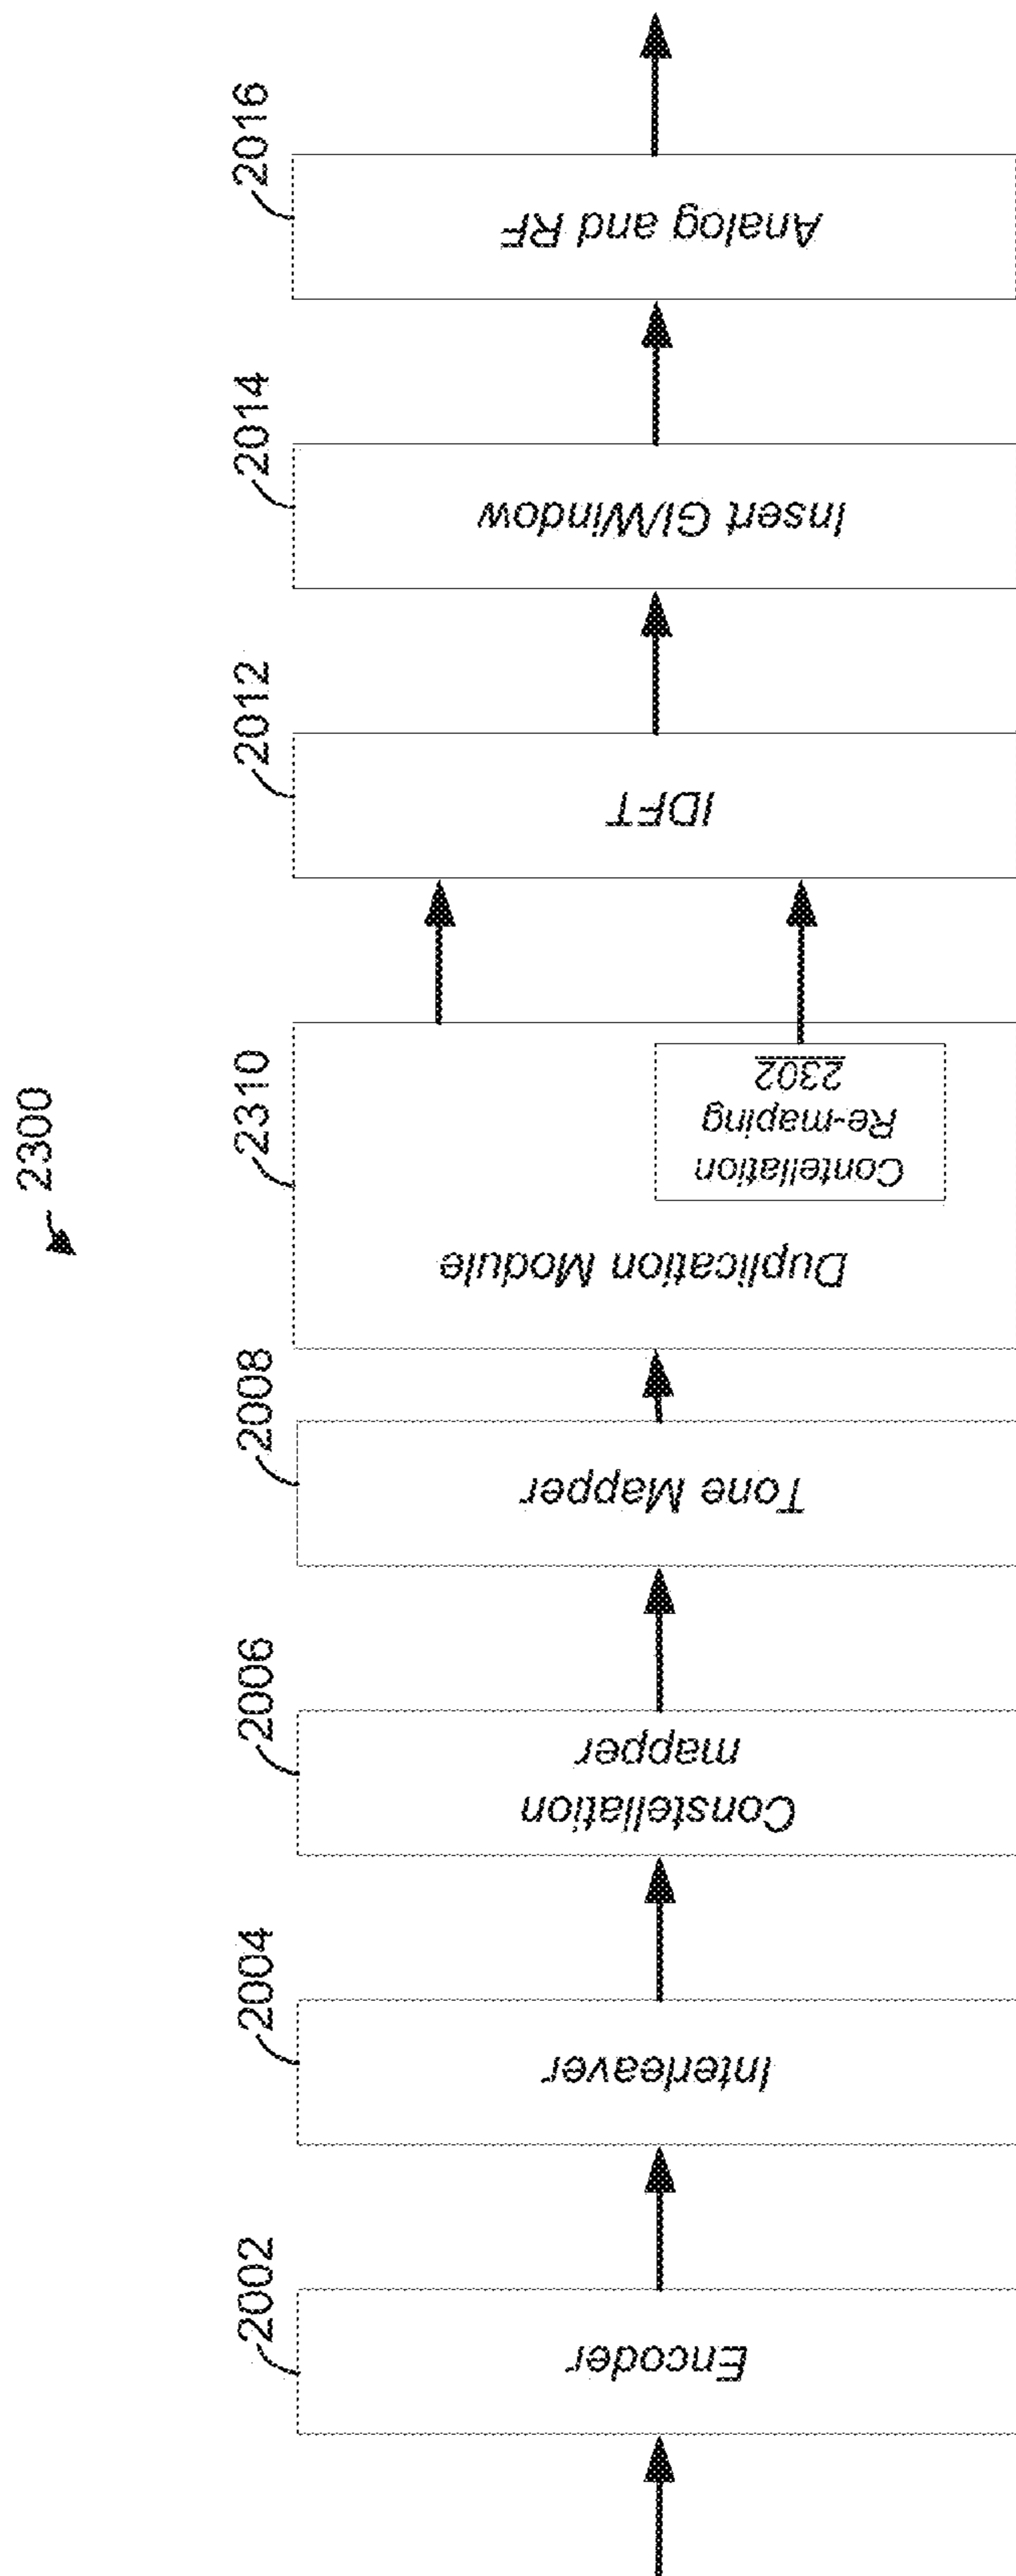 2300
2002
Encoder
2004
Interleaver
2006
Constellation
mapper
2008
Tone Mapper
2310
Duplication Module
Contellation
Re-maping
2302
2012
IDFT
2014
Insert GI/Window
2016
Analog and RF